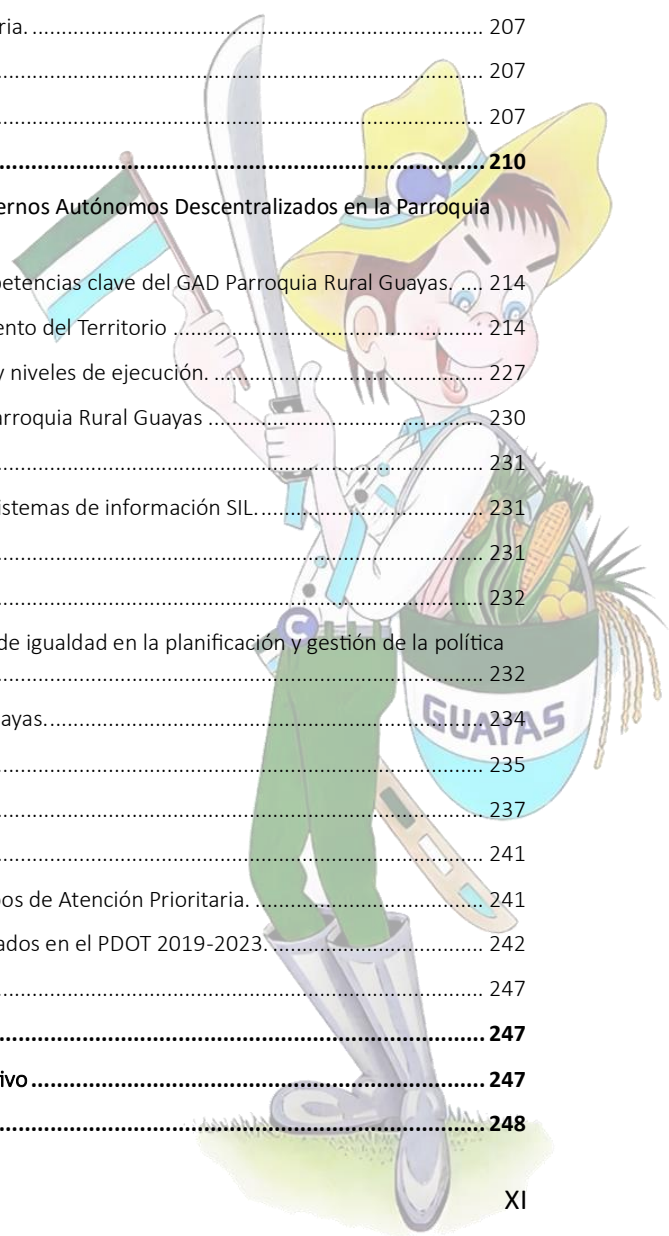 ria. ........................................................................ 207
........................................................................ 207
........................................................................ 207
........................................................................ 210
ernos Autónomos Descentralizados en la Parroquia
petencias clave del GAD Parroquia Rural Guayas. .... 214
ento del Territorio .................................................. 214
y niveles de ejecución. ............................................ 227
arroquia Rural Guayas ............................................. 230
........................................................................ 231
istemas de información SIL. ..................................... 231
........................................................................ 231
........................................................................ 232
de igualdad en la planificación y gestión de la política
........................................................................ 232
ayas. ...................................................................... 234
........................................................................ 235
........................................................................ 237
........................................................................ 241
pos de Atención Prioritaria. ..................................... 241
ados en el PDOT 2019-2023. ................................... 242
........................................................................ 247
........................................................................ 247
ivo ........................................................................ 247
........................................................................ 248
C
GUAYAS
XI